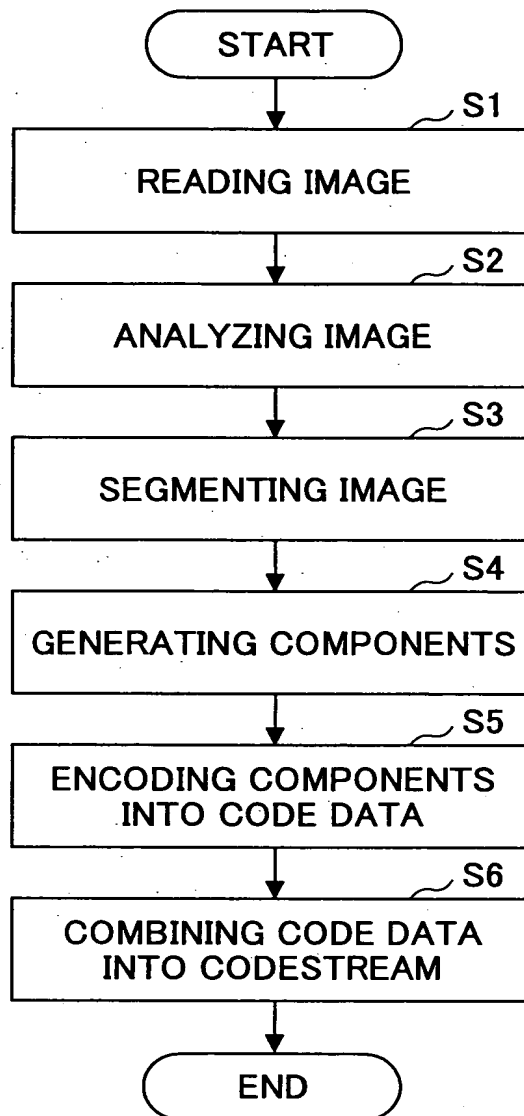 START
S1
READING IMAGE
S2
ANALYZING IMAGE
S3
SEGMENTING IMAGE
S4
GENERATING COMPONENTS
S5
ENCODING COMPONENTS
INTO CODE DATA
S6
COMBINING CODE DATA
INTO CODESTREAM
END